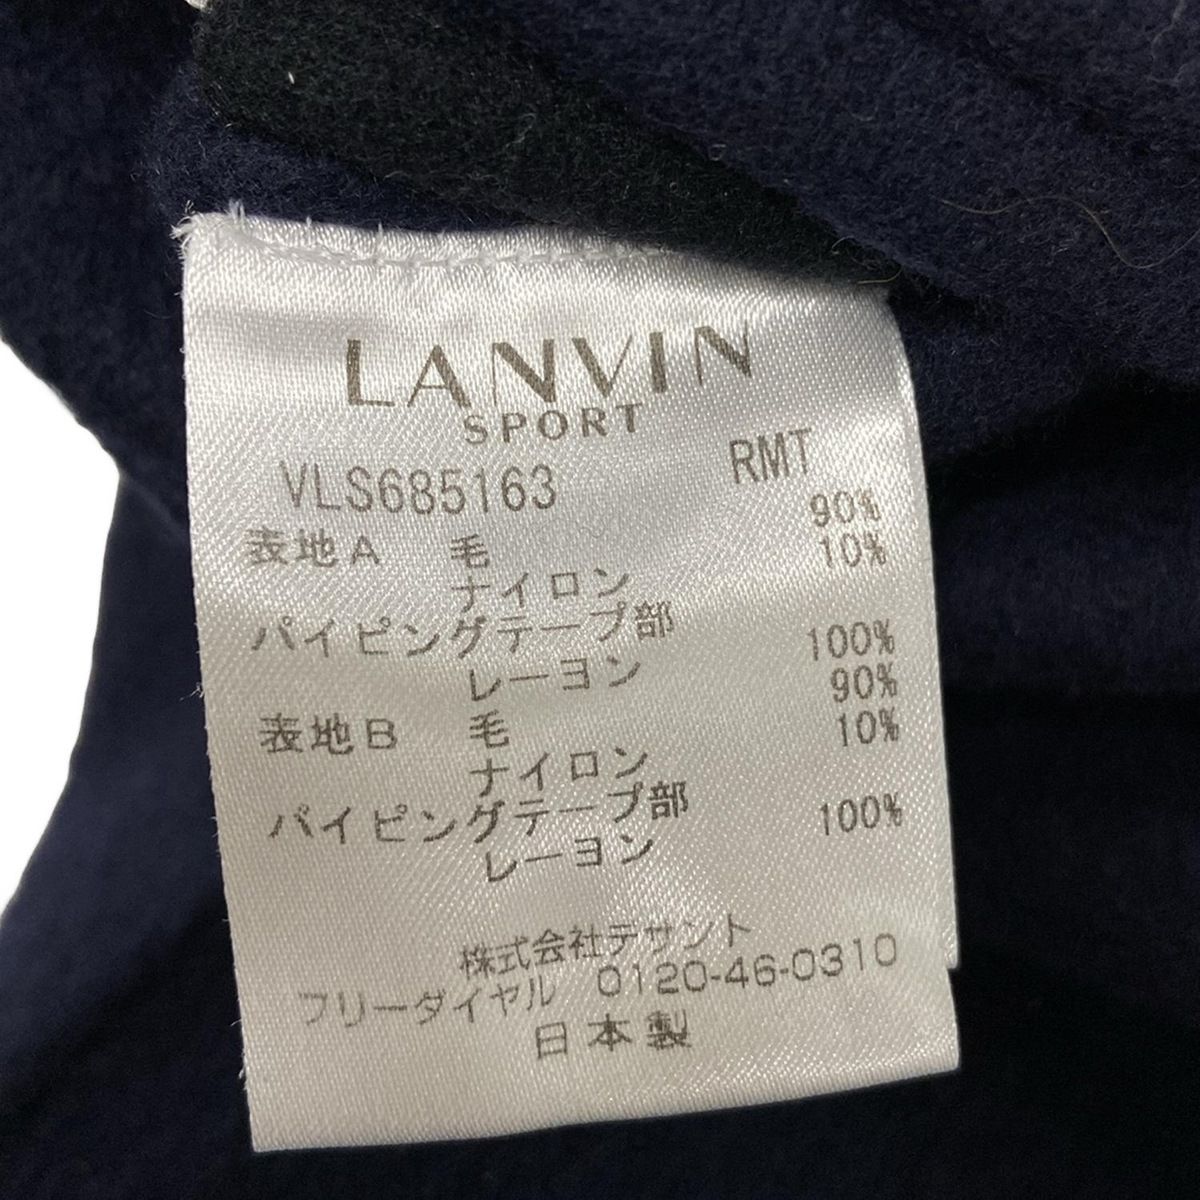 LANVIN
SPORT
VLS685163 RMT
表地A 毛 90%
ナイロン 10%
パイピングテープ部
レーヨン 100%
表地B 毛 90%
ナイロン 10%
パイピングテープ部
レーヨン 100%
株式会社デサント
フリーダイヤル 0120-46-0310
日本製